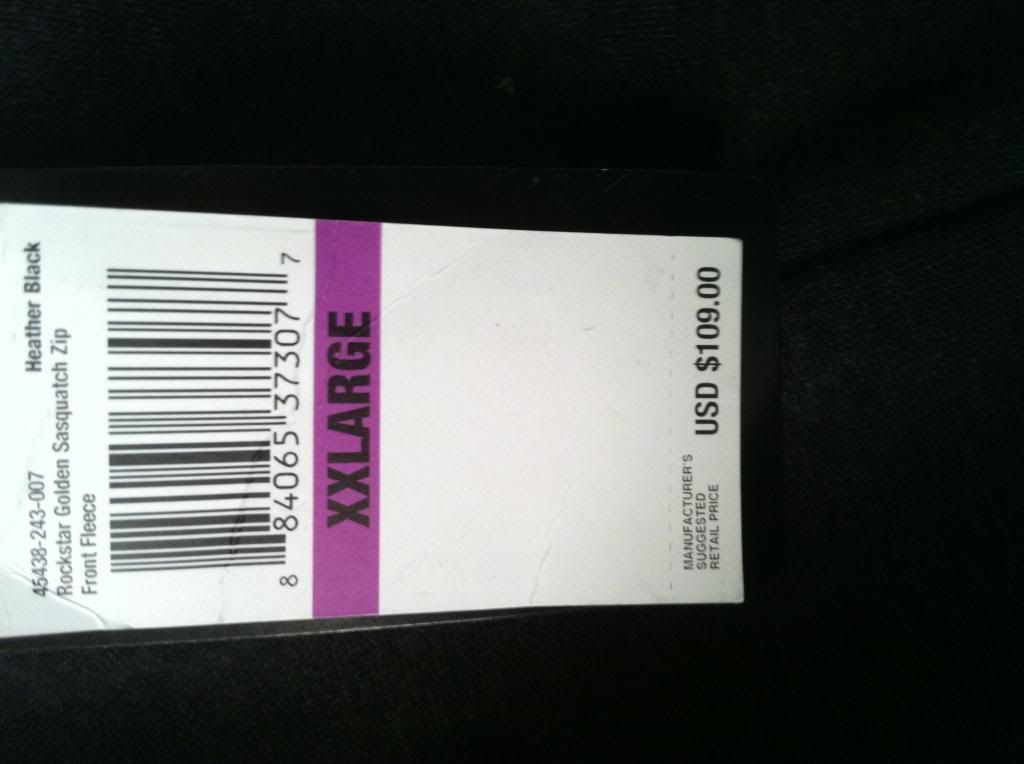 45438-243-007 Heather Black
Rockstar Golden Sasquatch Zip
Front Fleece
8 84065 37307 7
XXLARGE
MANUFACTURER'S
SUGGESTED
RETAIL PRICE
USD $109.00